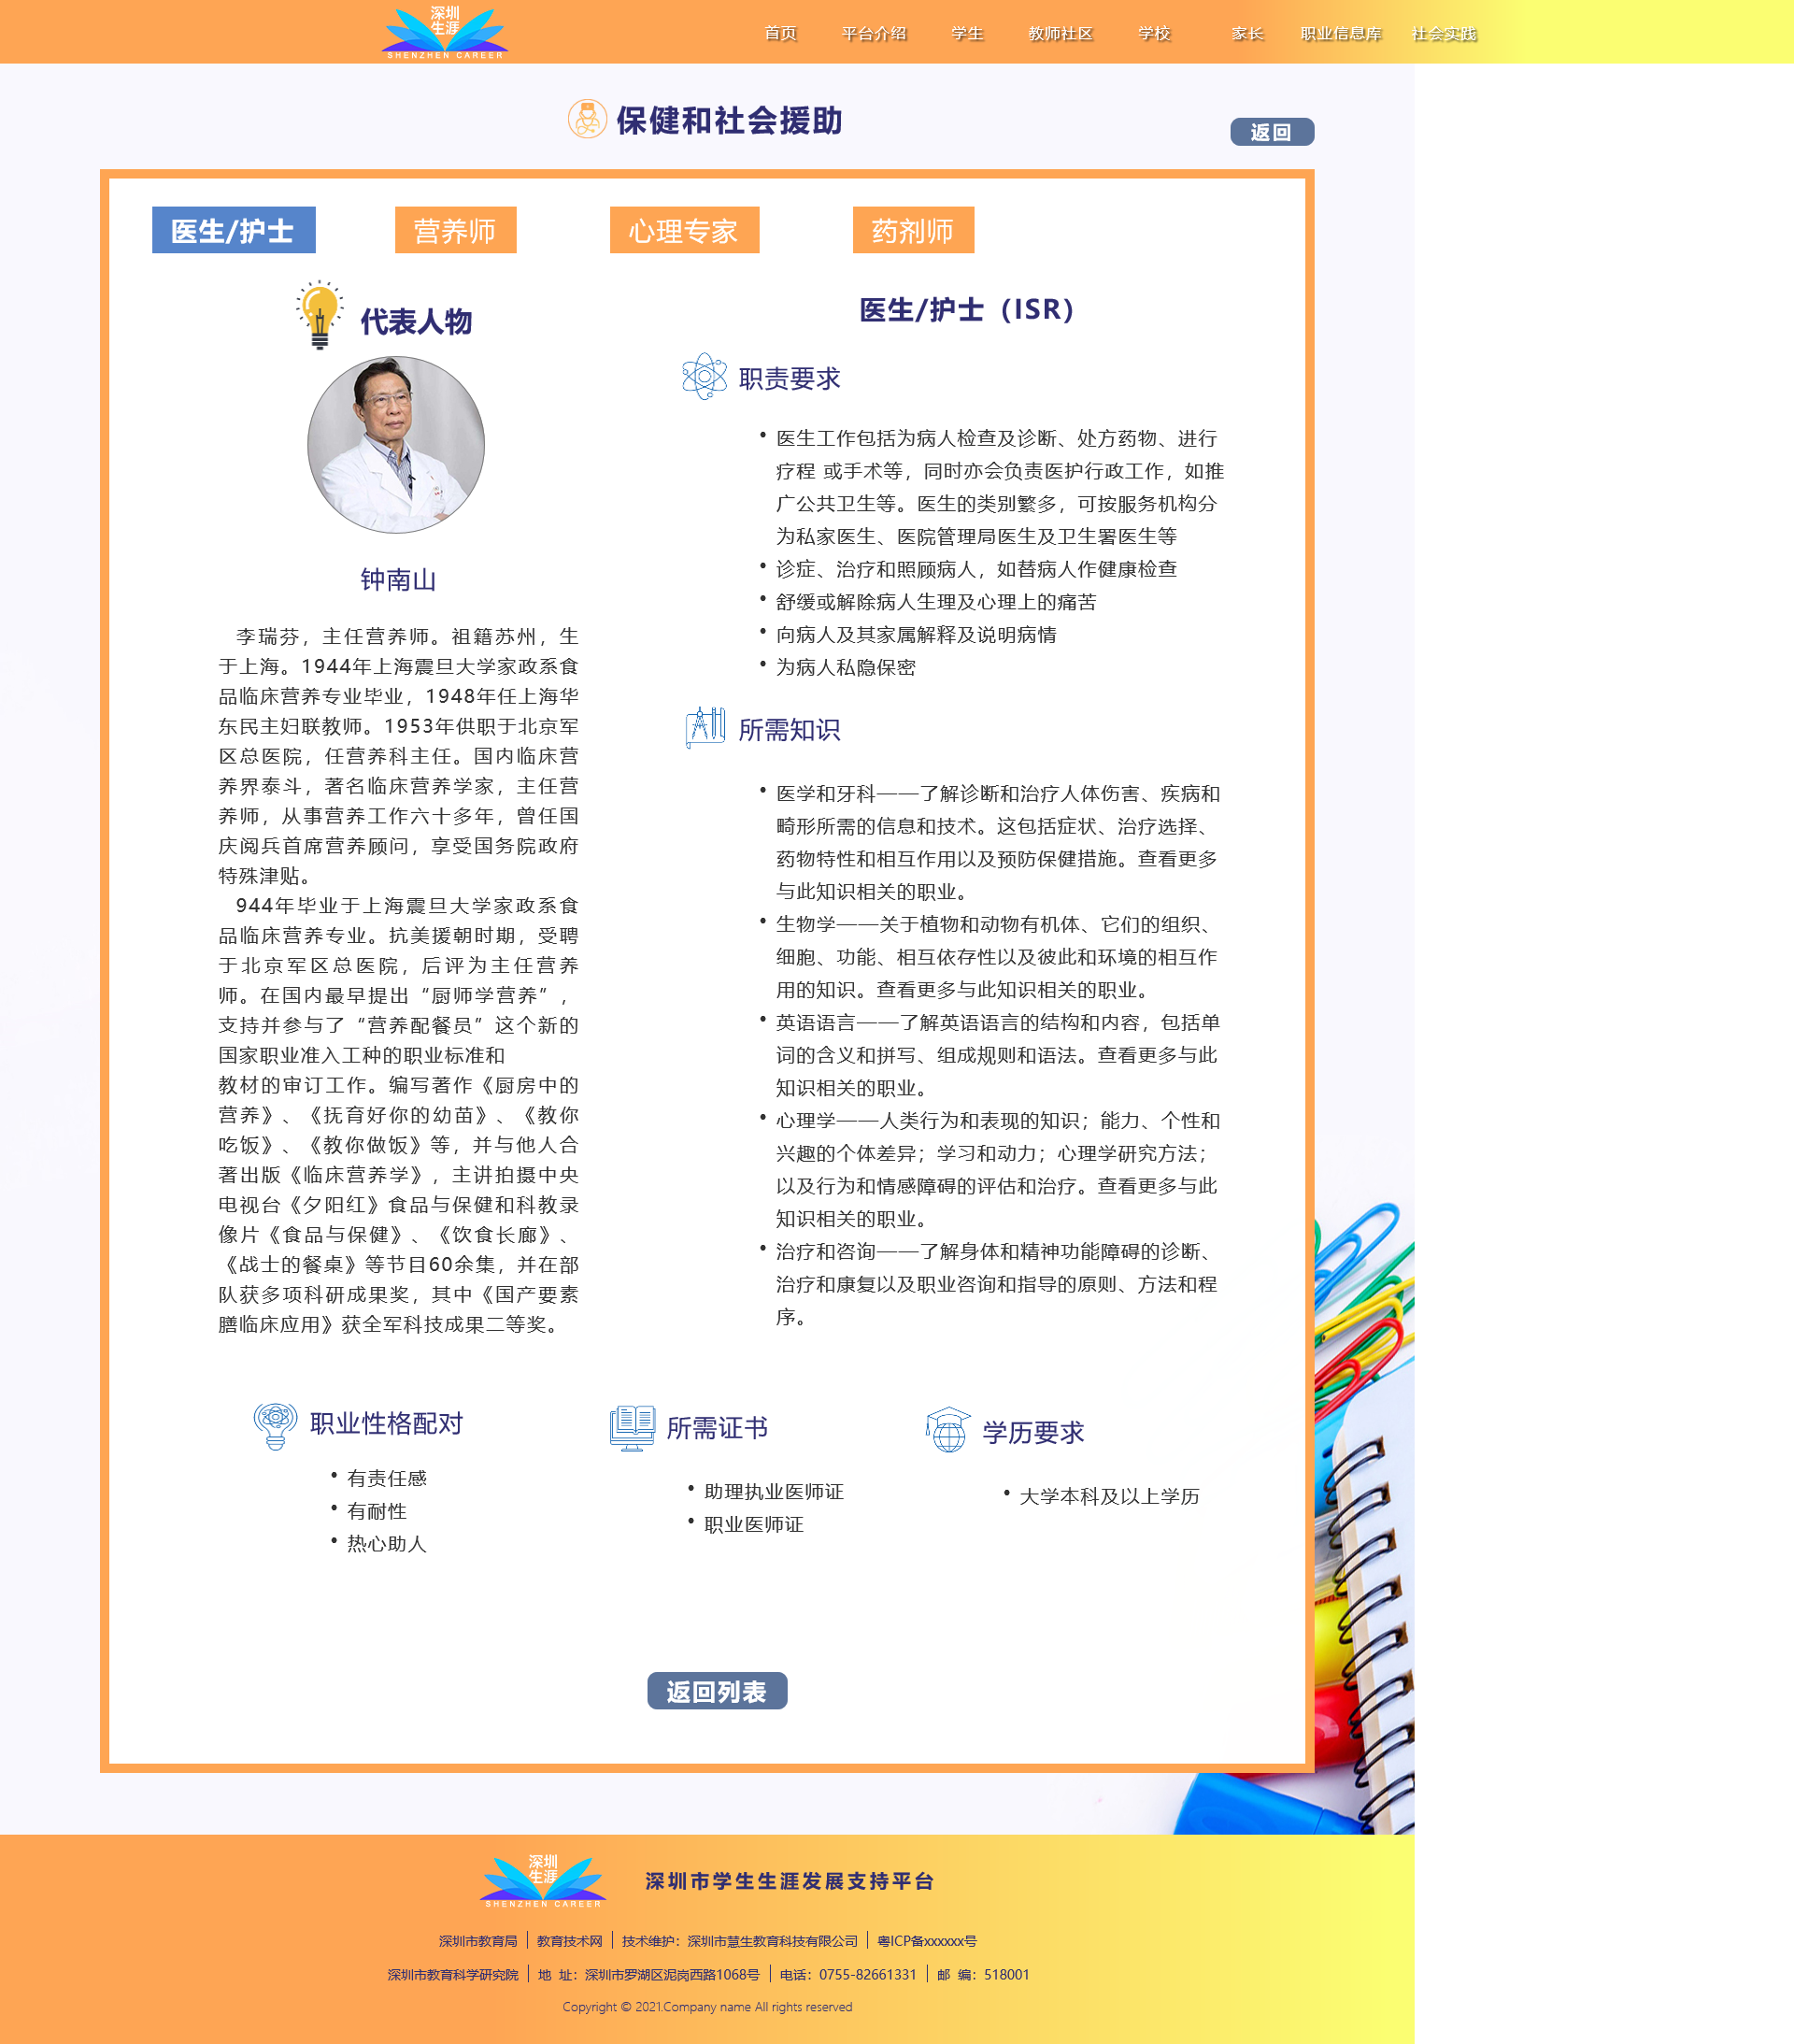 深圳
生涯
SHENZHEN CAREER
首页 平台介绍 学生 教师社区 学校 家长 职业信息库 社会实践
保健和社会援助
返回
医生/护士 营养师 心理专家 药剂师
代表人物
钟南山
李瑞芬，主任营养师。祖籍苏州，生
于上海。1944年上海震旦大学家政系食
品临床营养专业毕业，1948年任上海华
东民主妇联教师。1953年供职于北京军
区总医院，任营养科主任。国内临床营
养界泰斗，著名临床营养学家，主任营
养师，从事营养工作六十多年，曾任国
庆阅兵首席营养顾问，享受国务院政府
特殊津贴。
944年毕业于上海震旦大学家政系食
品临床营养专业。抗美援朝时期，受聘
于北京军区总医院，后评为主任营养
师。在国内最早提出“厨师学营养”，
支持并参与了“营养配餐员”这个新的
国家职业准入工种的职业标准和
教材的审订工作。编写著作《厨房中的
营养》、《抚育好你的幼苗》、《教你
吃饭》、《教你做饭》等，并与他人合
著出版《临床营养学》，主讲拍摄中央
电视台《夕阳红》食品与保健和科教录
像片《食品与保健》、《饮食长廊》、
《战士的餐桌》等节目60余集，并在部
队获多项科研成果奖，其中《国产要素
膳临床应用》获全军科技成果二等奖。
医生/护士（ISR）
职责要求
• 医生工作包括为病人检查及诊断、处方药物、进行
疗程 或手术等，同时亦会负责医护行政工作，如推
广公共卫生等。医生的类别繁多，可按服务机构分
为私家医生、医院管理局医生及卫生署医生等
• 诊症、治疗和照顾病人，如替病人作健康检查
• 舒缓或解除病人生理及心理上的痛苦
• 向病人及其家属解释及说明病情
• 为病人私隐保密
所需知识
• 医学和牙科——了解诊断和治疗人体伤害、疾病和
畸形所需的信息和技术。这包括症状、治疗选择、
药物特性和相互作用以及预防保健措施。查看更多
与此知识相关的职业。
• 生物学——关于植物和动物有机体、它们的组织、
细胞、功能、相互依存性以及彼此和环境的相互作
用的知识。查看更多与此知识相关的职业。
• 英语语言——了解英语语言的结构和内容，包括单
词的含义和拼写、组成规则和语法。查看更多与此
知识相关的职业。
• 心理学——人类行为和表现的知识；能力、个性和
兴趣的个体差异；学习和动力；心理学研究方法；
以及行为和情感障碍的评估和治疗。查看更多与此
知识相关的职业。
• 治疗和咨询——了解身体和精神功能障碍的诊断、
治疗和康复以及职业咨询和指导的原则、方法和程
序。
职业性格配对
• 有责任感
• 有耐性
• 热心助人
所需证书
• 助理执业医师证
• 职业医师证
学历要求
• 大学本科及以上学历
返回列表
深圳
生涯
SHENZHEN CAREER
深圳市学生生涯发展支持平台
深圳市教育局 教育技术网 技术维护：深圳市慧生教育科技有限公司 粤ICP备xxxxxx号
深圳市教育科学研究院 地 址：深圳市罗湖区泥岗西路1068号 电话：0755-82661331 邮 编：518001
Copyright © 2021.Company name All rights reserved